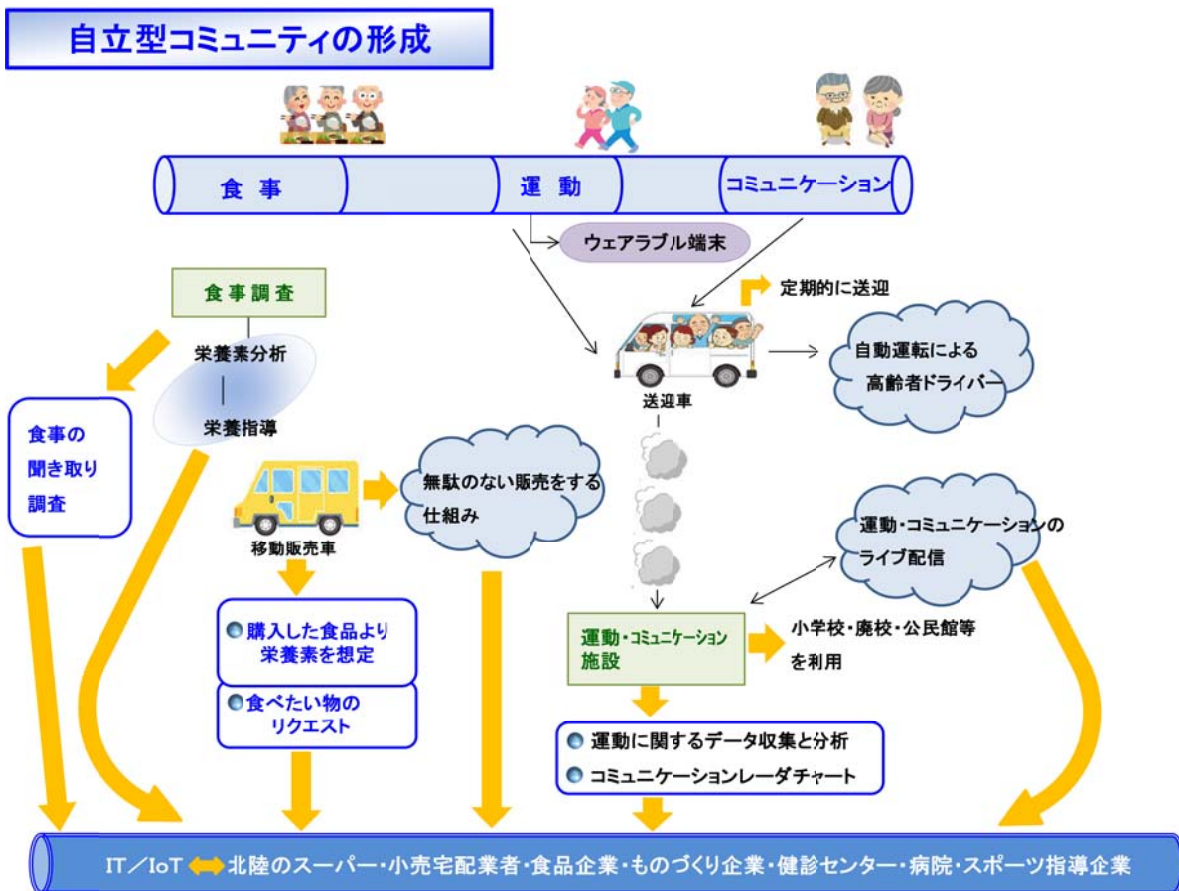 自立型コミュニティの形成
食 事
運 動
コミュニケーション
ウェアラブル端末
食事調査
栄養素分析
栄養指導
食事の
聞き取り
調査
移動販売車
無駄のない販売をする
仕組み
購入した食品より
栄養素を想定
食べたい物の
リクエスト
定期的に送迎
送迎車
自動運転による
高齢者ドライバー
運動・コミュニケーションの
ライブ配信
運動・コミュニケーション
施設
小学校・廃校・公民館等
を利用
運動に関するデータ収集と分析
コミュニケーションレーダチャート
IT/IoT ⇔ 北陸のスーパー・小売宅配業者・食品企業・ものづくり企業・健診センター・病院・スポーツ指導企業